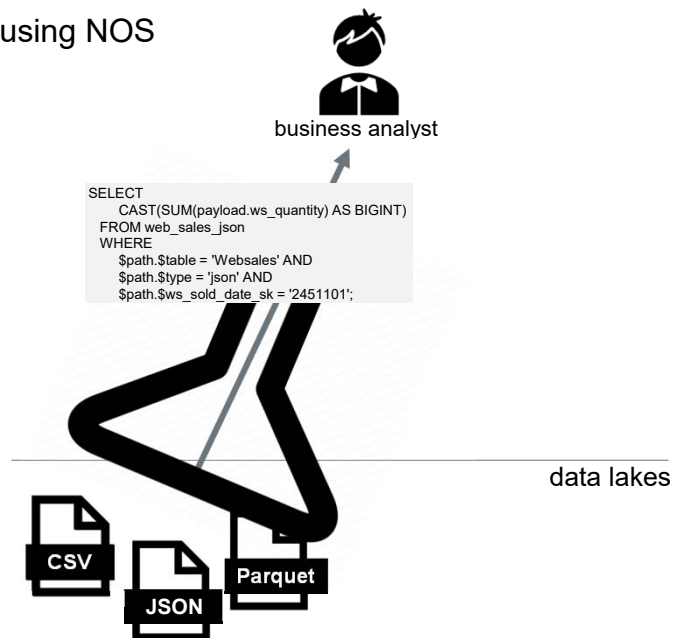 using NOS
business analyst
SELECT
CAST(SUM(payload.ws_quantity) AS BIGINT)
FROM web_sales_json
WHERE
$path.$table = 'Websales' AND
$path.$type = 'json' AND
$path.$ws_sold_date_sk = '2451101';
data lakes
CSV
JSON
Parquet